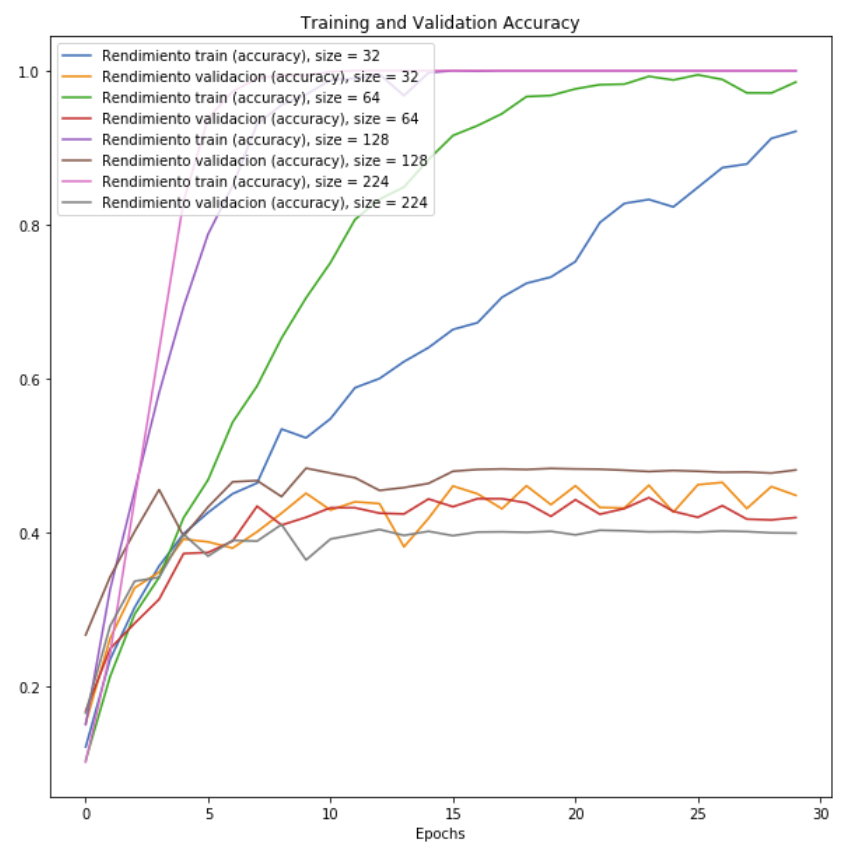 Training and Validation Accuracy
Rendimiento train (accuracy), size = 32
Rendimiento validacion (accuracy), size = 32
Rendimiento train (accuracy), size = 64
Rendimiento validacion (accuracy), size = 64
Rendimiento train (accuracy), size = 128
Rendimiento validacion (accuracy), size = 128
Rendimiento train (accuracy), size = 224
Rendimiento validacion (accuracy), size = 224
1.0
0.8
0.6
0.4
0.2
0 5 10 15 20 25 30
Epochs